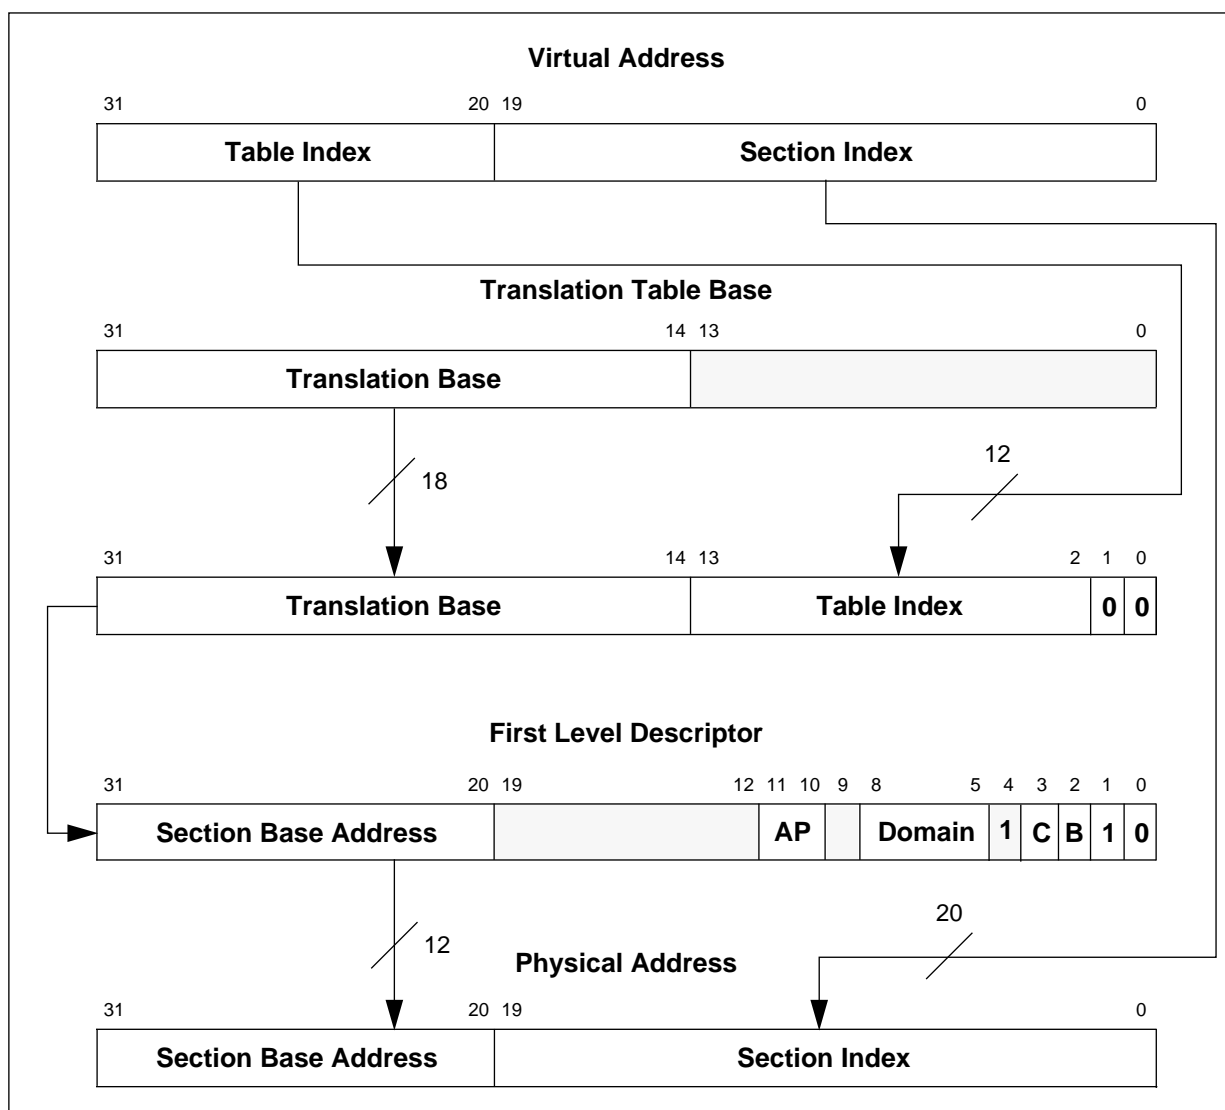 Virtual Address
31 20 19 0
Table Index Section Index
Translation Table Base
31 14 13 0
Translation Base
18 12
31 14 13 2 1 0
Translation Base Table Index 0 0
First Level Descriptor
31 20 19 12 11 10 9 8 5 4 3 2 1 0
Section Base Address AP Domain 1 C B 1 0
12 20
Physical Address
31 20 19 0
Section Base Address Section Index